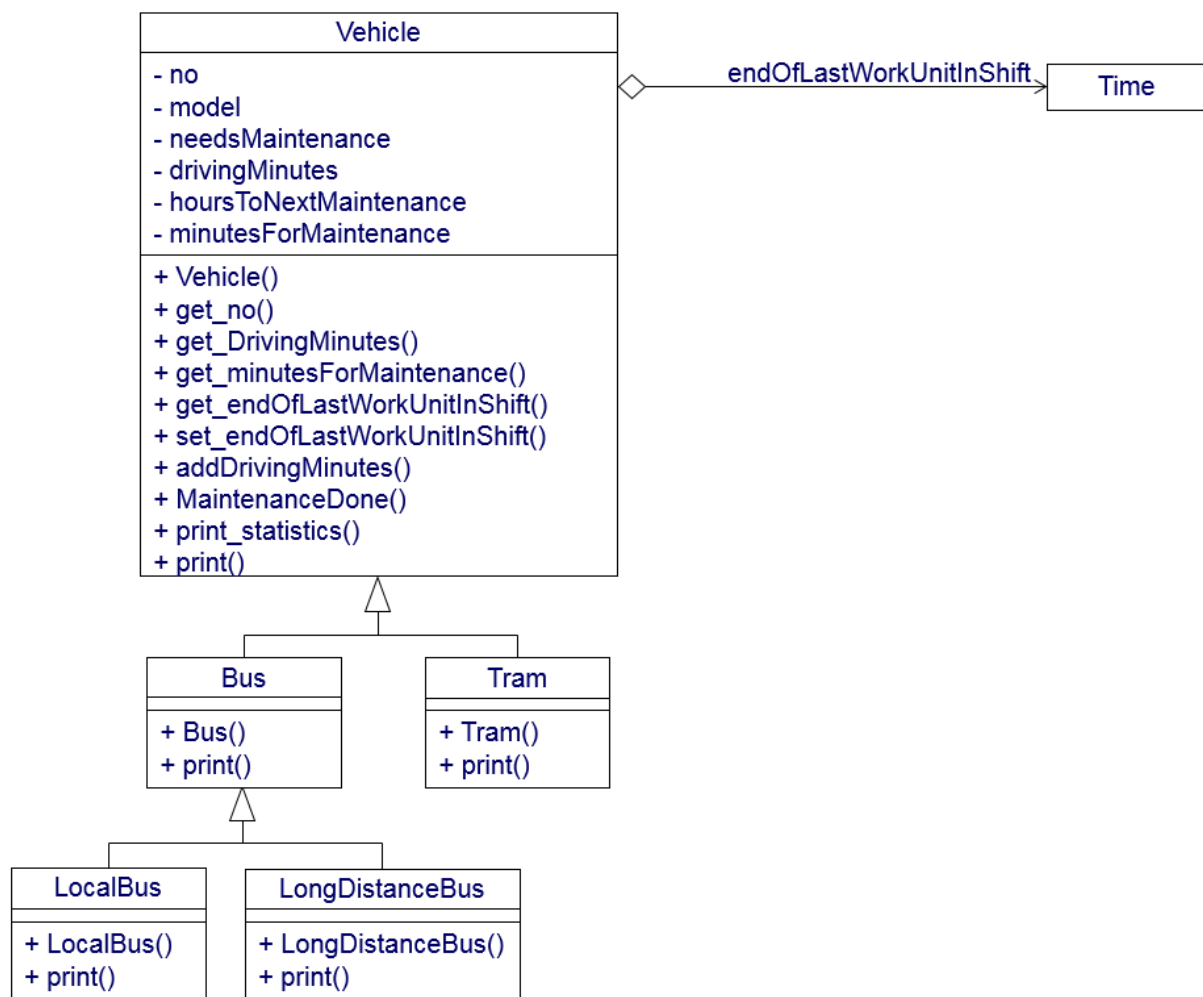 Vehicle
- no
- model
- needsMaintenance
- drivingMinutes
- hoursToNextMaintenance
- minutesForMaintenance
+ Vehicle()
+ get_no()
+ get_DrivingMinutes()
+ get_minutesForMaintenance()
+ get_endOfLastWorkUnitInShift()
+ set_endOfLastWorkUnitInShift()
+ addDrivingMinutes()
+ MaintenanceDone()
+ print_statistics()
+ print()
endOfLastWorkUnitInShift
Time
Bus
+ Bus()
+ print()
Tram
+ Tram()
+ print()
LocalBus
+ LocalBus()
+ print()
LongDistanceBus
+ LongDistanceBus()
+ print()